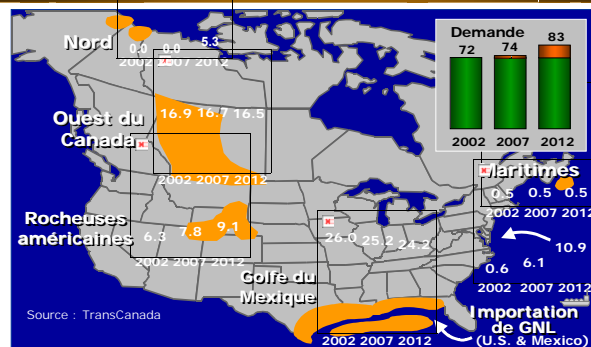 Nord
0.0 0.0 5.3
2002 2007 2012
Demande
72 74 83
2002 2007 2012
Ouest du
Canada
16.9 16.7 16.5
2002 2007 2012
Maritimes
0.5 0.5 0.5
2002 2007 2012
Rocheuses
américaines
6.3 7.8 9.1
2002 2007 2012
Golfe du
Mexique
26.0 25.2 24.2
2002 2007 2012
0.6 6.1 10.9
2002 2007 2012
Importation
de GNL
(U.S. & Mexico)
Source : TransCanada